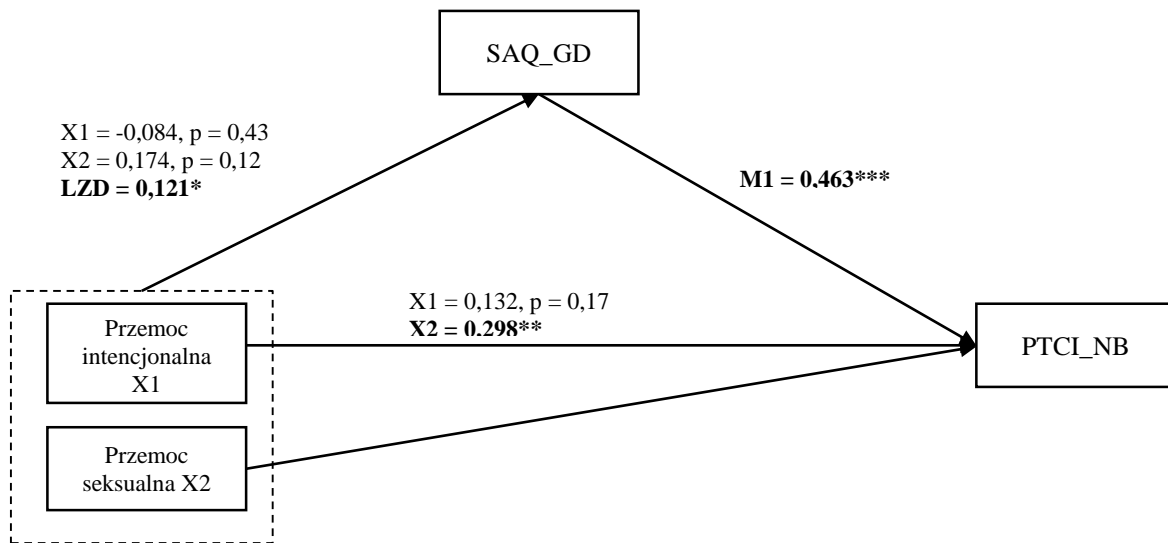 SAQ_GD
X1 = -0,084, p = 0,43
X2 = 0,174, p = 0,12
LZD = 0,121*
M1 = 0,463***
X1 = 0,132, p = 0,17
X2 = 0,298**
Przemoc
intencjonalna
X1
PTCI_NB
Przemoc
seksualna X2